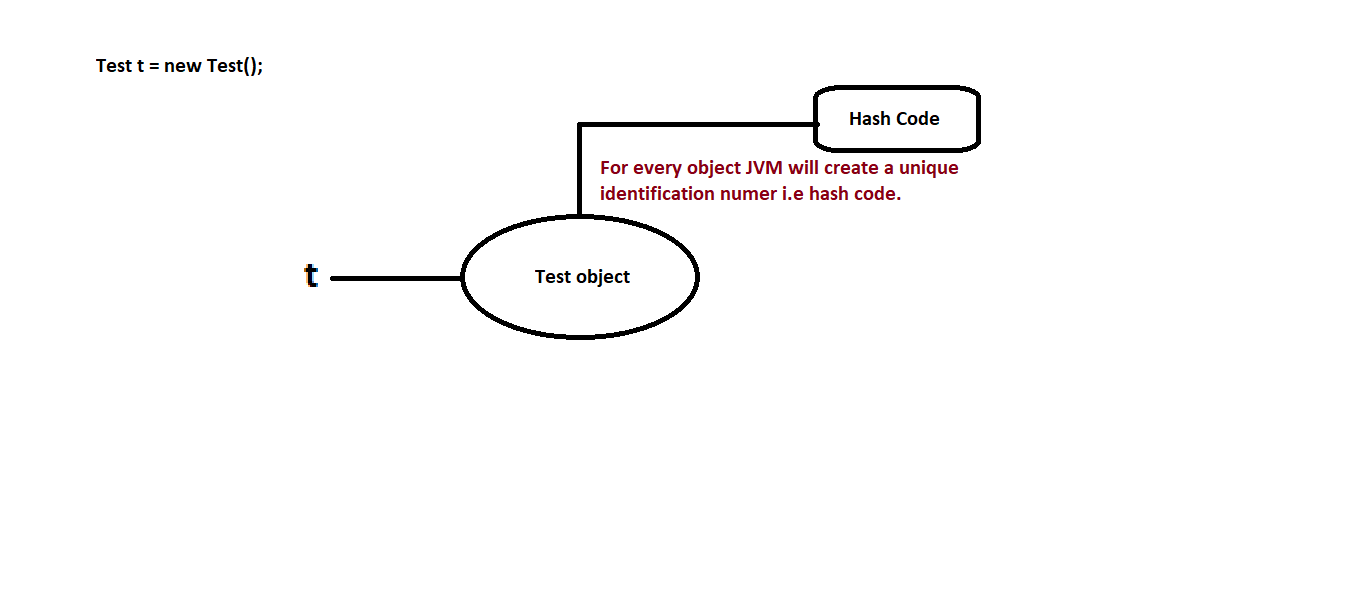 Test t = new Test();
Hash Code
For every object JVM will create a unique
identification numer i.e hash code.
t
Test object